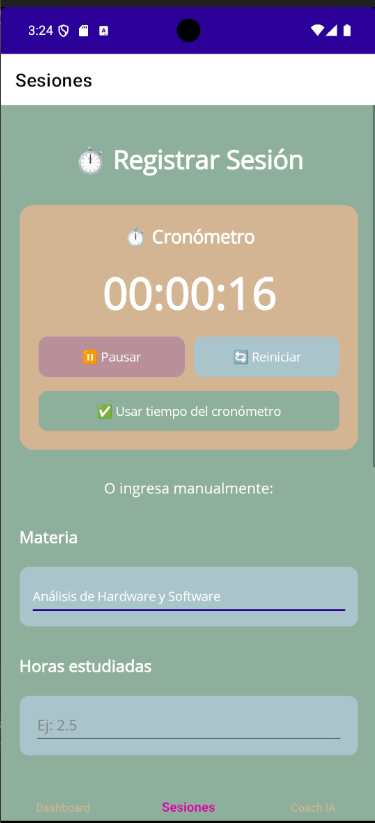 3:24
Sesiones
Registrar Sesión
Cronómetro
00:00:16
Pausar
Reiniciar
Usar tiempo del cronómetro
O ingresa manualmente:
Materia
Análisis de Hardware y Software
Horas estudiadas
Ej: 2.5
Dashboard
Sesiones
Coach IA